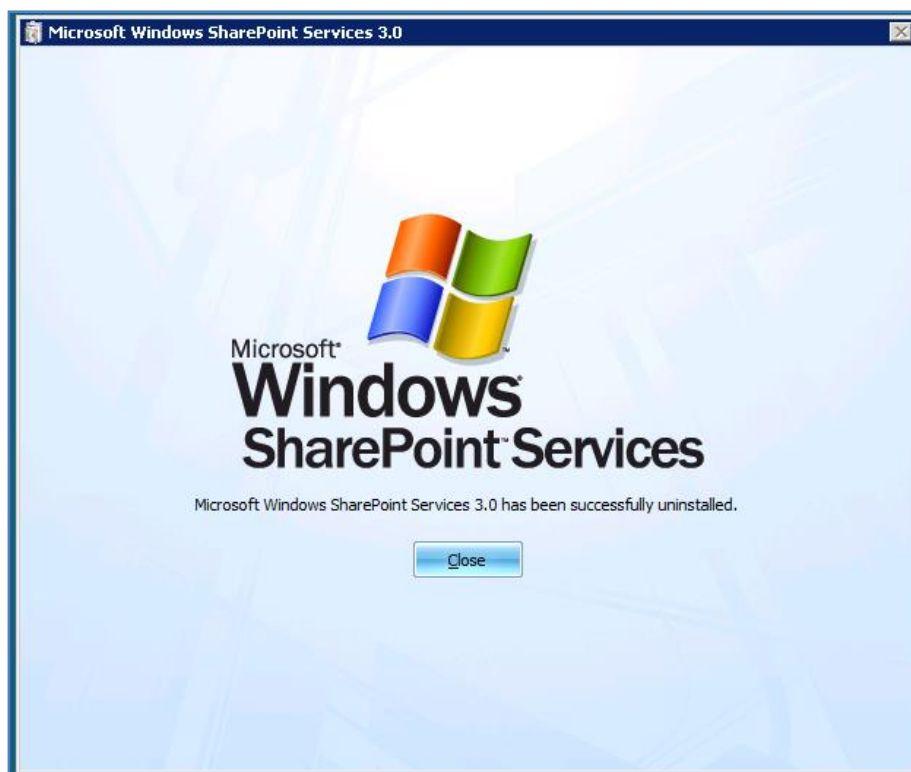 Microsoft Windows SharePoint Services 3.0
Microsoft®
Windows®
SharePoint™ Services
Microsoft Windows SharePoint Services 3.0 has been successfully uninstalled.
Close